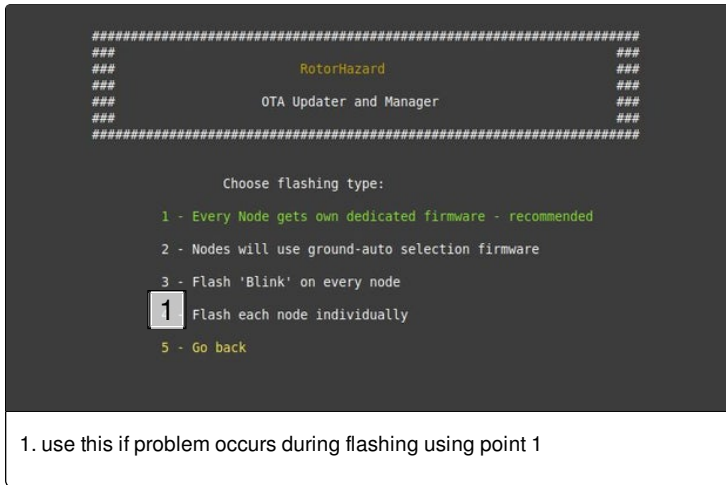 ########################################################################
### ###
### RotorHazard ###
### ###
### OTA Updater and Manager ###
### ###
########################################################################
Choose flashing type:
1 - Every Node gets own dedicated firmware - recommended
2 - Nodes will use ground-auto selection firmware
3 - Flash 'Blink' on every node
1 - Flash each node individually
5 - Go back
1. use this if problem occurs during flashing using point 1